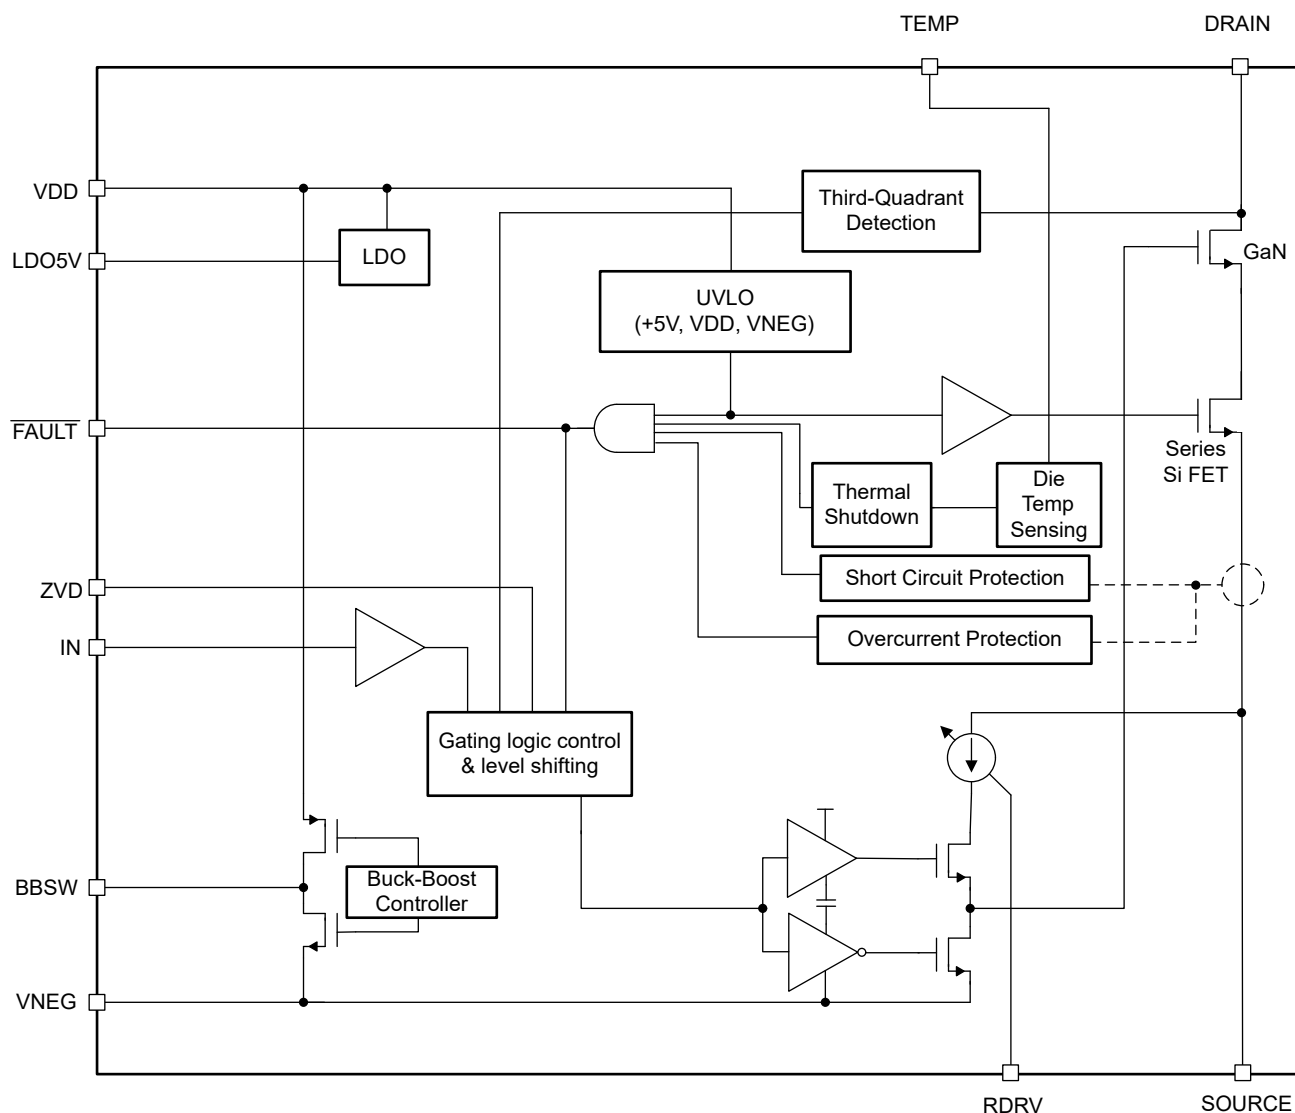 TEMP
DRAIN
VDD
Third-Quadrant
Detection
LDO5V
LDO
GaN
UVLO
(+5V, VDD, VNEG)
FAULT
Series
Si FET
Thermal
Shutdown
Die
Temp
Sensing
Short Circuit Protection
ZVD
Overcurrent Protection
IN
Gating logic control
& level shifting
BBSW
Buck-Boost
Controller
VNEG
RDRV
SOURCE